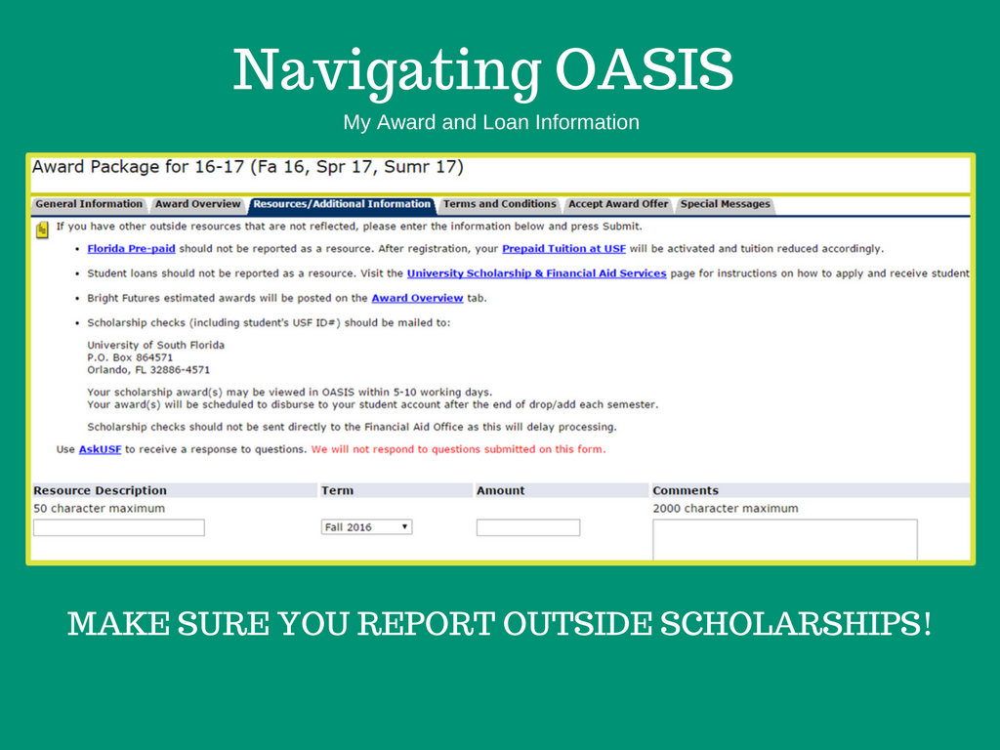 Navigating OASIS
My Award and Loan Information
Award Package for 16-17 (Fa 16, Spr 17, Sumr 17)
General Information Award Overview Resources/Additional Information Terms and Conditions Accept Award Offer Special Messages
If you have other outside resources that are not reflected, please enter the information below and press Submit.
• Florida Pre-paid should not be reported as a resource. After registration, your Prepaid Tuition at USF will be activated and tuition reduced accordingly.
• Student loans should not be reported as a resource. Visit the University Scholarship & Financial Aid Services page for instructions on how to apply and receive student
• Bright Futures estimated awards will be posted on the Award Overview tab.
• Scholarship checks (including student's USF ID#) should be mailed to:
University of South Florida
P.O. Box 864571
Orlando, FL 32886-4571
Your scholarship award(s) may be viewed in OASIS within 5-10 working days.
Your award(s) will be scheduled to disburse to your student account after the end of drop/add each semester.
Scholarship checks should not be sent directly to the Financial Aid Office as this will delay processing.
Use AskUSF to receive a response to questions. We will not respond to questions submitted on this form.
Resource Description Term Amount Comments
50 character maximum 2000 character maximum
Fall 2016
MAKE SURE YOU REPORT OUTSIDE SCHOLARSHIPS!